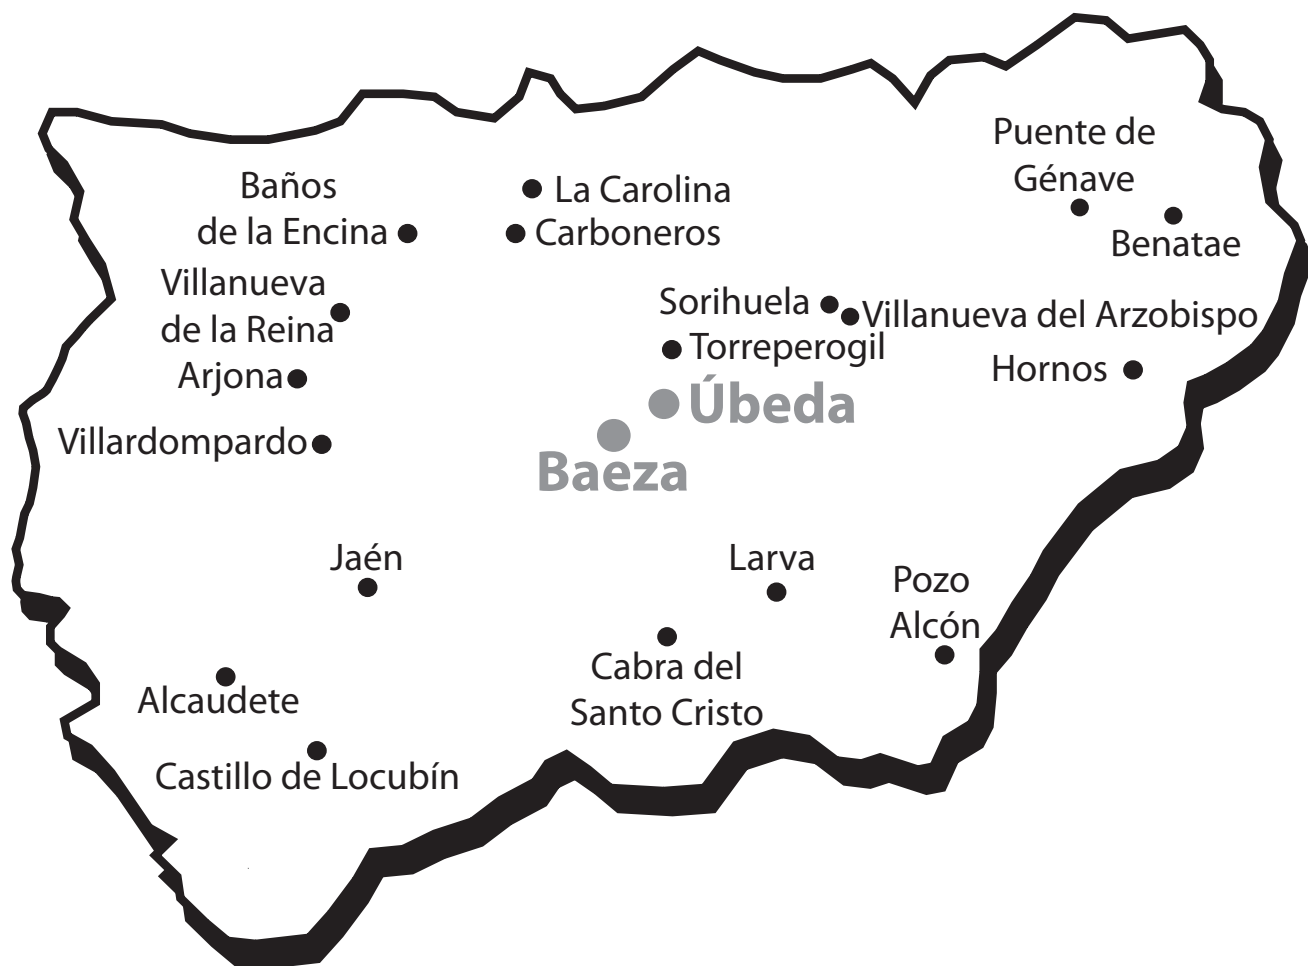 Puente de
Génave
Baños
de la Encina
La Carolina
Carboneros
Benatae
Villanueva
de la Reina
Sorihuela
Villanueva del Arzobispo
Torreperogil
Hornos
Arjona
Úbeda
Villardompardo
Baeza
Jaén
Larva
Pozo
Alcón
Cabra del
Santo Cristo
Alcaudete
Castillo de Locubín